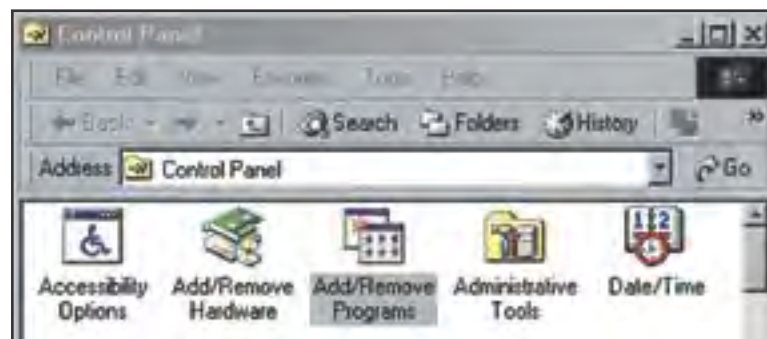 Control Panel
File Edit View Favorites Tools Help
Back Search Folders History
Address Control Panel Go
Accessibility Options Add/Remove Hardware Add/Remove Programs Administrative Tools Date/Time